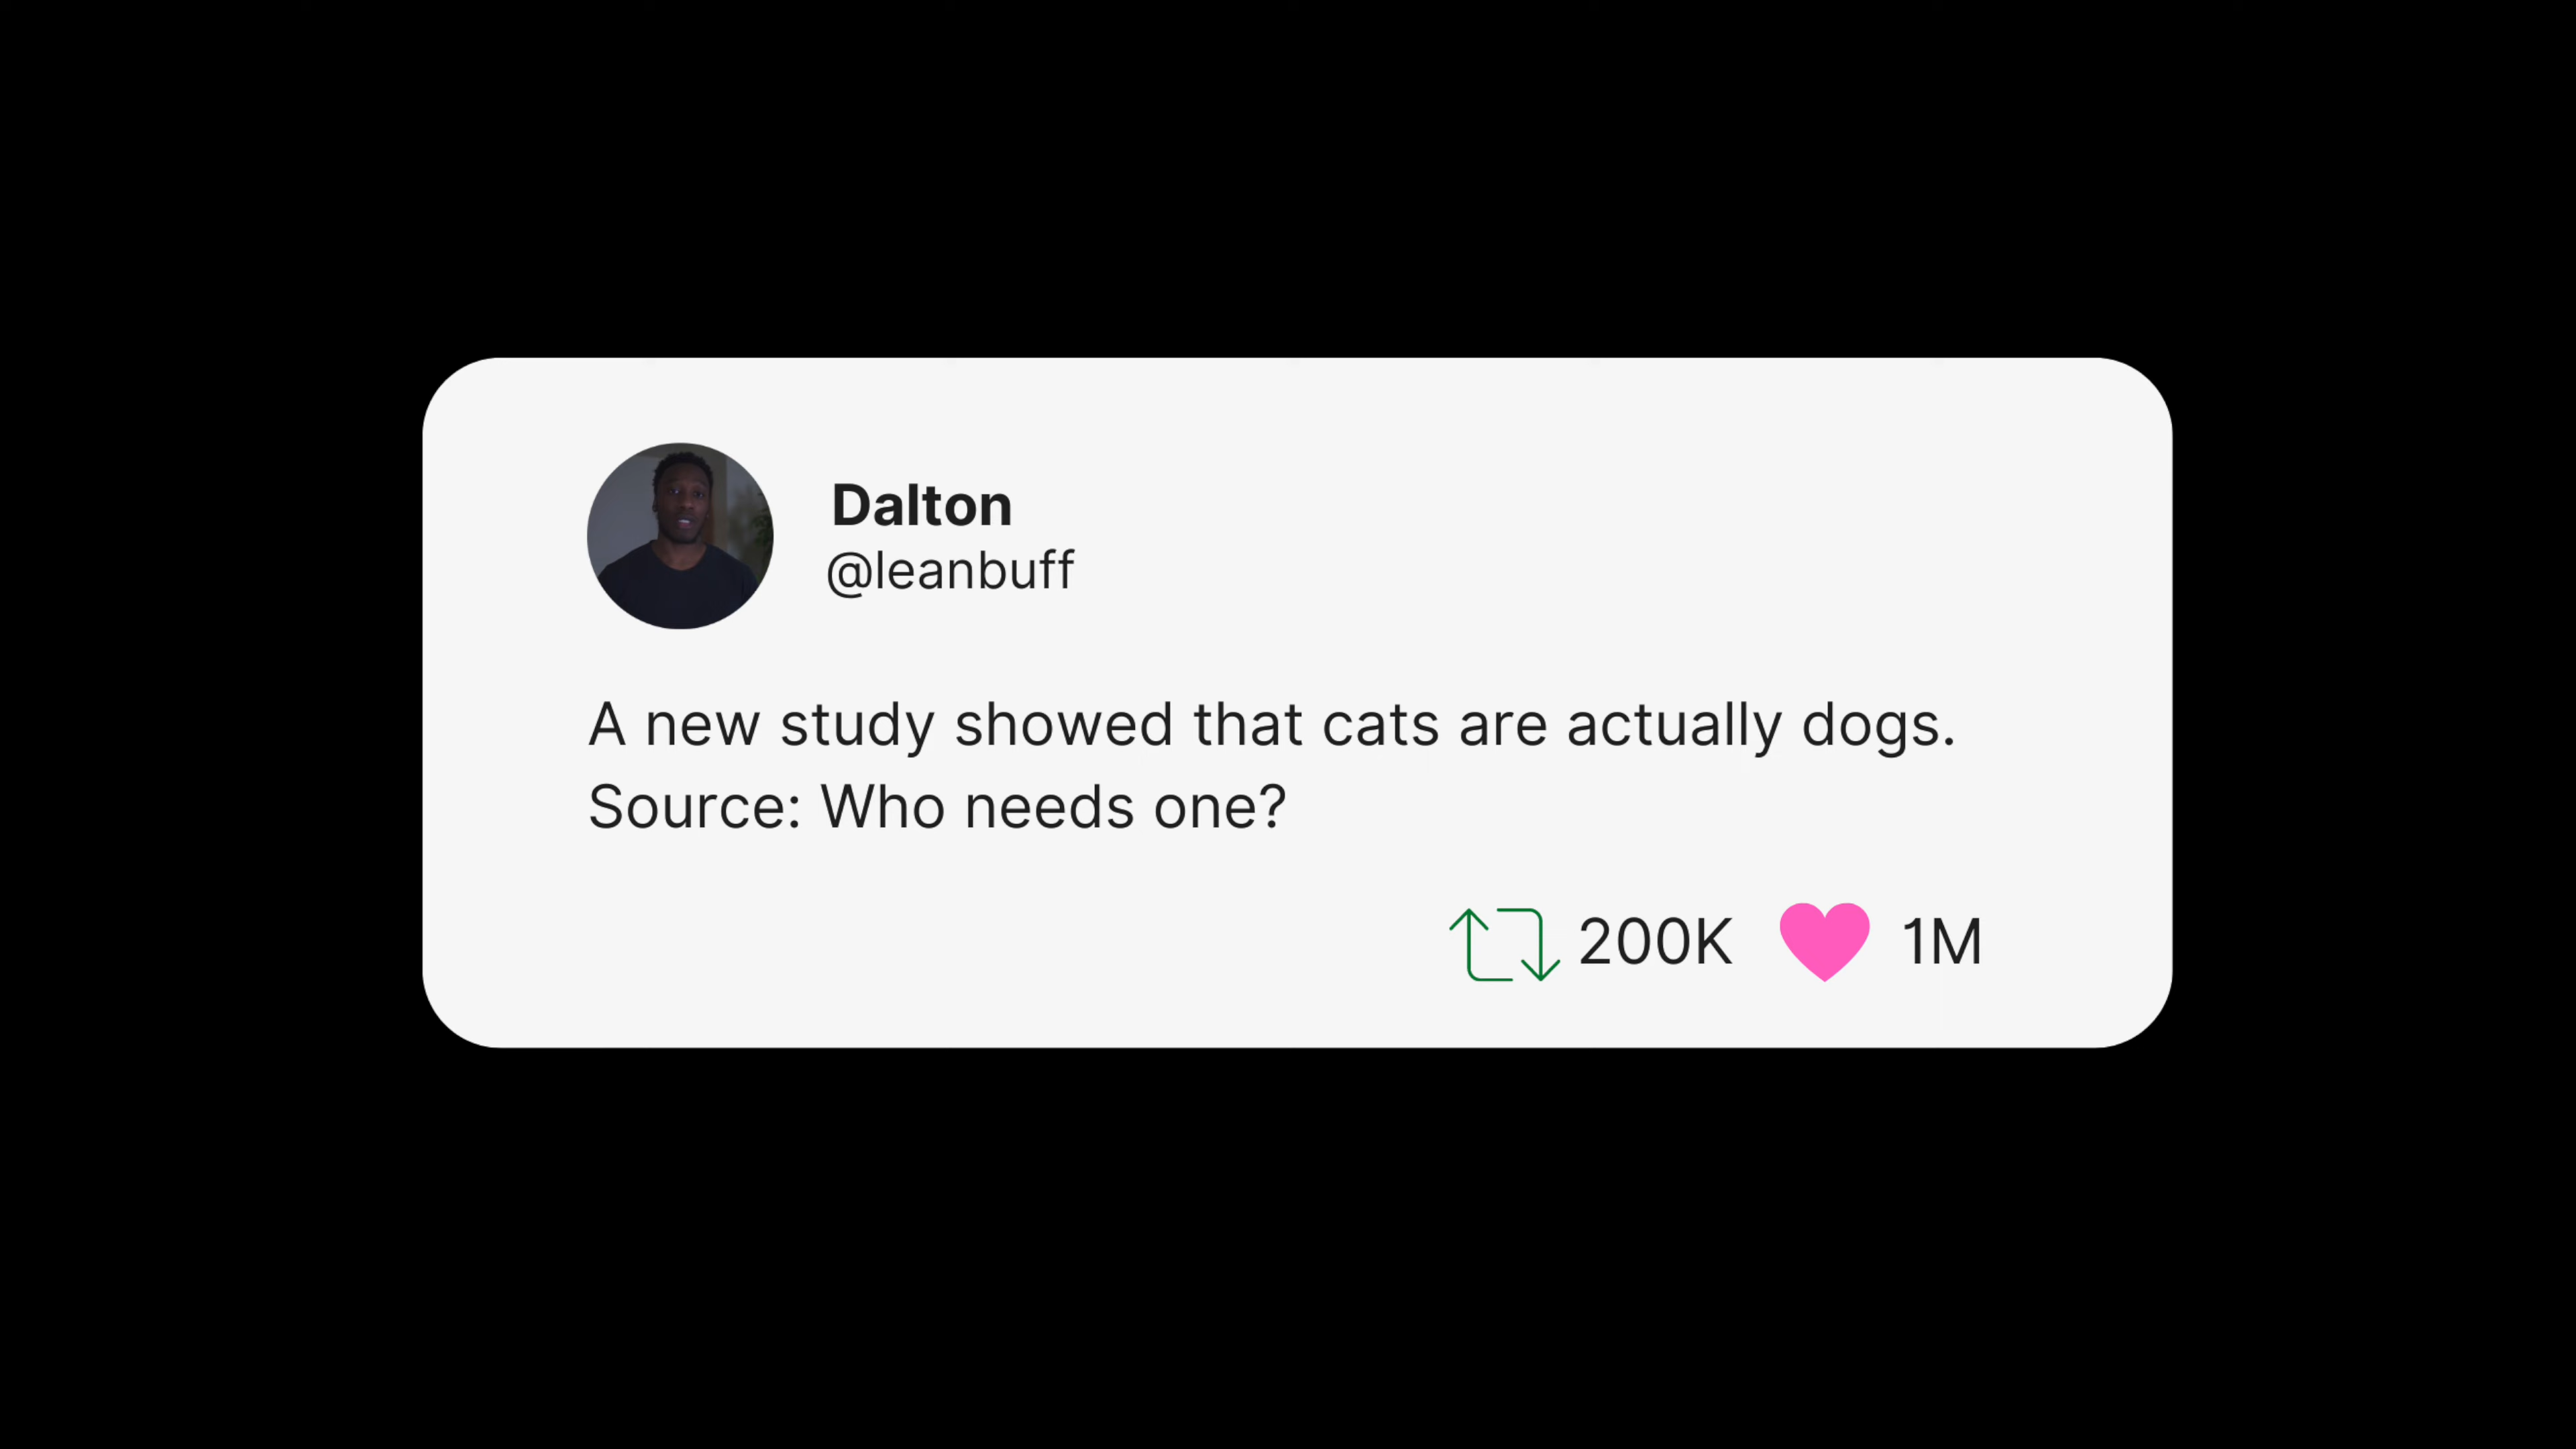 Dalton
@leanbuff
A new study showed that cats are actually dogs.
Source: Who needs one?
200K 1M